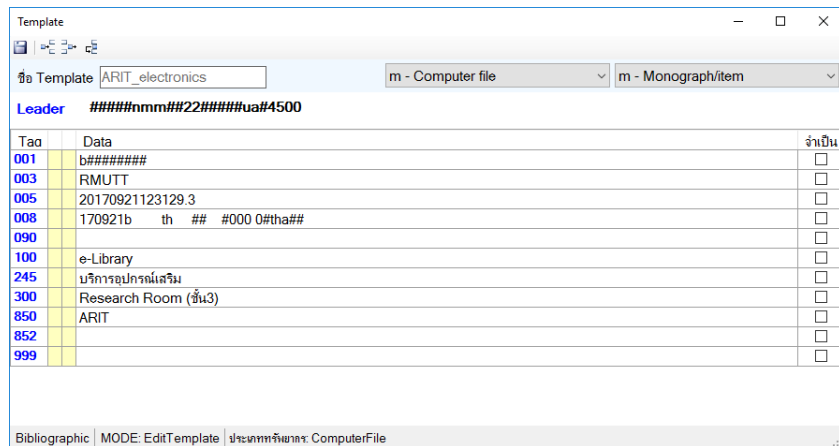 Template
ชื่อ Template ARIT_electronics m - Computer file m - Monograph/item
Leader #####nmm##22#####ua#4500
Tag Data จำเป็น
001 b########
003 RMUTT
005 20170921123129.3
008 170921b th ## #000 0#tha##
090
100 e-Library
245 บริการอุปกรณ์เสริม
300 Research Room (ชั้น3)
850 ARIT
852
999
Bibliographic MODE: EditTemplate ประเภททรัพยากร: ComputerFile